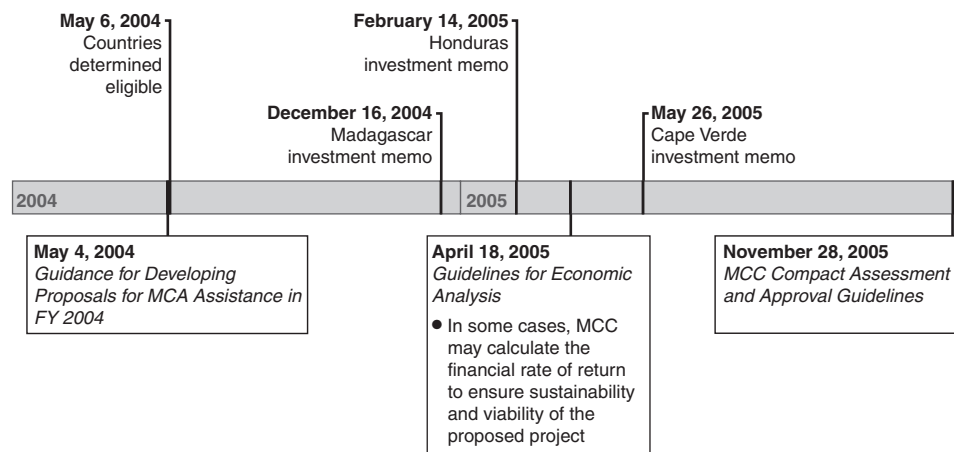 May 6, 2004
Countries
determined
eligible
February 14, 2005
Honduras
investment memo
December 16, 2004
Madagascar
investment memo
May 26, 2005
Cape Verde
investment memo
2004
2005
May 4, 2004
Guidance for Developing
Proposals for MCA Assistance in
FY 2004
April 18, 2005
Guidelines for Economic
Analysis
● In some cases, MCC
may calculate the
financial rate of return
to ensure sustainability
and viability of the
proposed project
November 28, 2005
MCC Compact Assessment
and Approval Guidelines